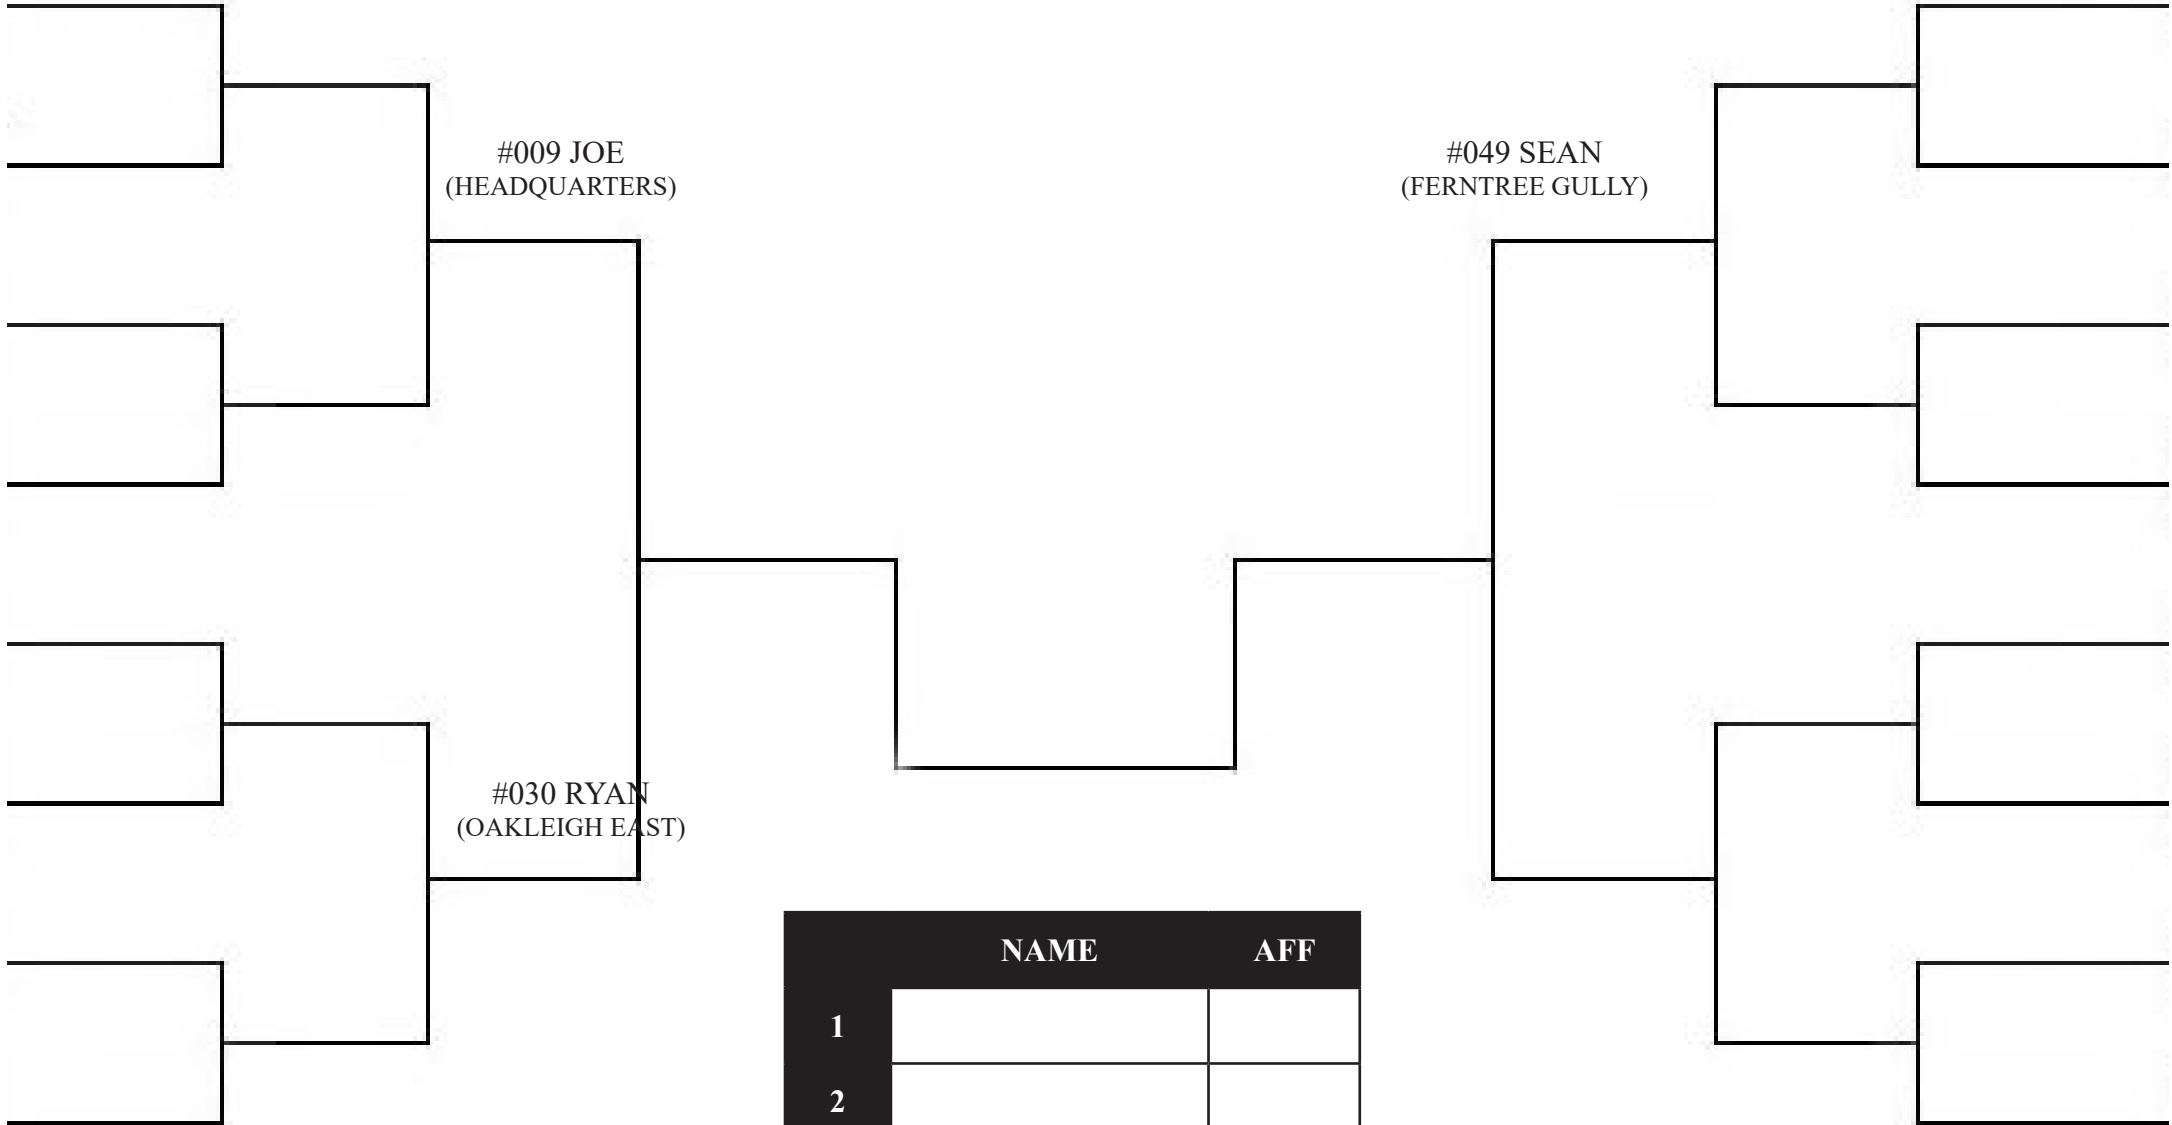 #009 JOE
(HEADQUARTERS)
#049 SEAN
(FERNTREE GULLY)
#030 RYAN
(OAKLEIGH EAST)
NAME AFF
1
2